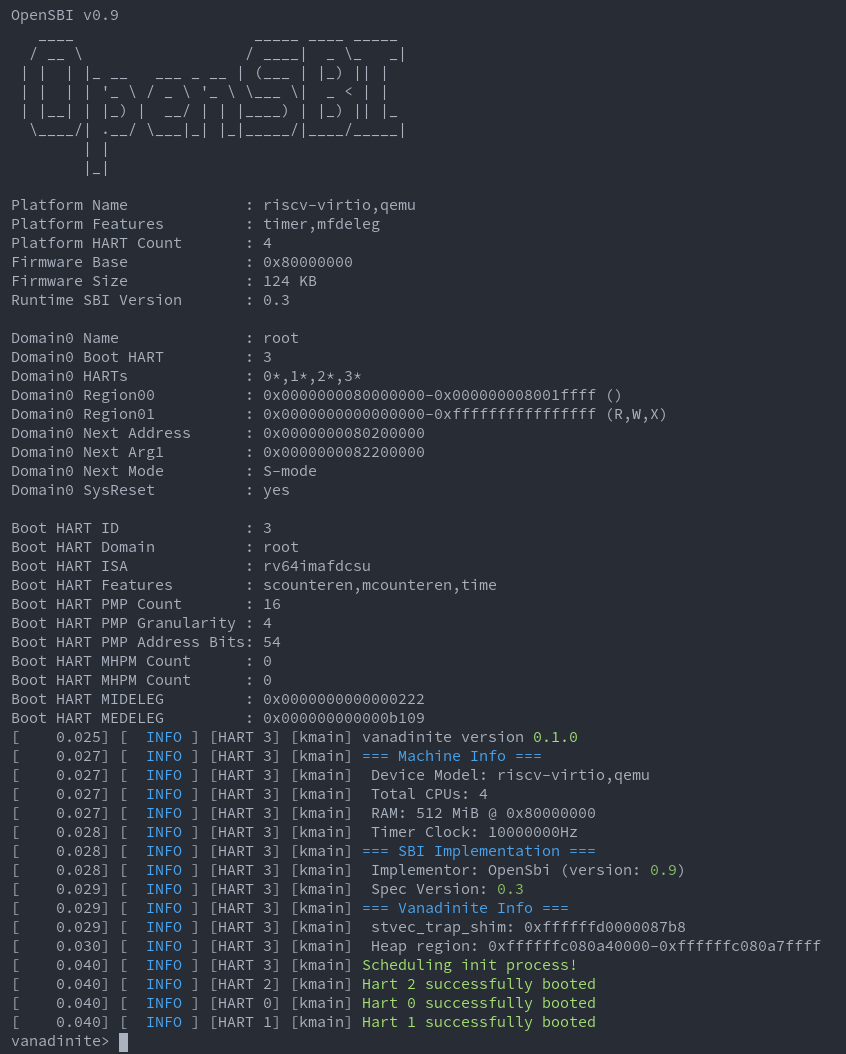 OpenSBI v0.9
   ____                    _____ ____ _____
  / __ \                  / ____|  _ \_   _|
 | |  | |_ __   ___ _ __ | (___ | |_) || |
 | |  | | '_ \ / _ \ '_ \ \___ \|  _ < | |
 | |__| | |_) |  __/ | | |____) | |_) || |_
  \____/| .__/ \___|_| |_|_____/|____/_____|
        | |
        |_|

Platform Name             : riscv-virtio,qemu
Platform Features         : timer,mfdeleg
Platform HART Count       : 4
Firmware Base             : 0x80000000
Firmware Size             : 124 KB
Runtime SBI Version       : 0.3

Domain0 Name              : root
Domain0 Boot HART         : 3
Domain0 HARTs             : 0*,1*,2*,3*
Domain0 Region00          : 0x0000000080000000-0x000000008001ffff ()
Domain0 Region01          : 0x0000000000000000-0xffffffffffffffff (R,W,X)
Domain0 Next Address      : 0x0000000080200000
Domain0 Next Arg1         : 0x0000000082200000
Domain0 Next Mode         : S-mode
Domain0 SysReset          : yes

Boot HART ID              : 3
Boot HART Domain          : root
Boot HART ISA             : rv64imafdcsu
Boot HART Features        : scounteren,mcounteren,time
Boot HART PMP Count       : 16
Boot HART PMP Granularity : 4
Boot HART PMP Address Bits: 54
Boot HART MHPM Count      : 0
Boot HART MHPM Count      : 0
Boot HART MIDELEG         : 0x0000000000000222
Boot HART MEDELEG         : 0x000000000000b109
[    0.025] [  INFO ] [HART 3] [kmain] vanadinite version 0.1.0
[    0.027] [  INFO ] [HART 3] [kmain] === Machine Info ===
[    0.027] [  INFO ] [HART 3] [kmain]  Device Model: riscv-virtio,qemu
[    0.027] [  INFO ] [HART 3] [kmain]  Total CPUs: 4
[    0.027] [  INFO ] [HART 3] [kmain]  RAM: 512 MiB @ 0x80000000
[    0.028] [  INFO ] [HART 3] [kmain]  Timer Clock: 10000000Hz
[    0.028] [  INFO ] [HART 3] [kmain] === SBI Implementation ===
[    0.028] [  INFO ] [HART 3] [kmain]  Implementor: OpenSbi (version: 0.9)
[    0.029] [  INFO ] [HART 3] [kmain]  Spec Version: 0.3
[    0.029] [  INFO ] [HART 3] [kmain] === Vanadinite Info ===
[    0.029] [  INFO ] [HART 3] [kmain]  stvec_trap_shim: 0xffffffd0000087b8
[    0.030] [  INFO ] [HART 3] [kmain]  Heap region: 0xffffffc080a40000-0xffffffc080a7ffff
[    0.040] [  INFO ] [HART 3] [kmain] Scheduling init process!
[    0.040] [  INFO ] [HART 2] [kmain] Hart 2 successfully booted
[    0.040] [  INFO ] [HART 0] [kmain] Hart 0 successfully booted
[    0.040] [  INFO ] [HART 1] [kmain] Hart 1 successfully booted
vanadinite>